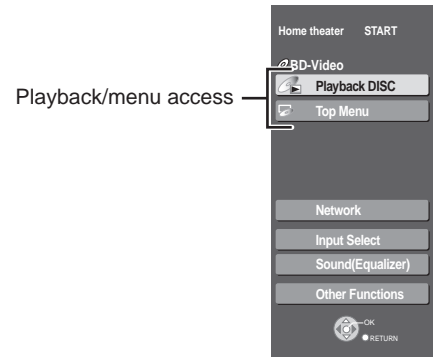 Home theater START
BD-Video
Playback/menu access
Playback DISC
Top Menu
Network
Input Select
Sound(Equalizer)
Other Functions
OK
RETURN